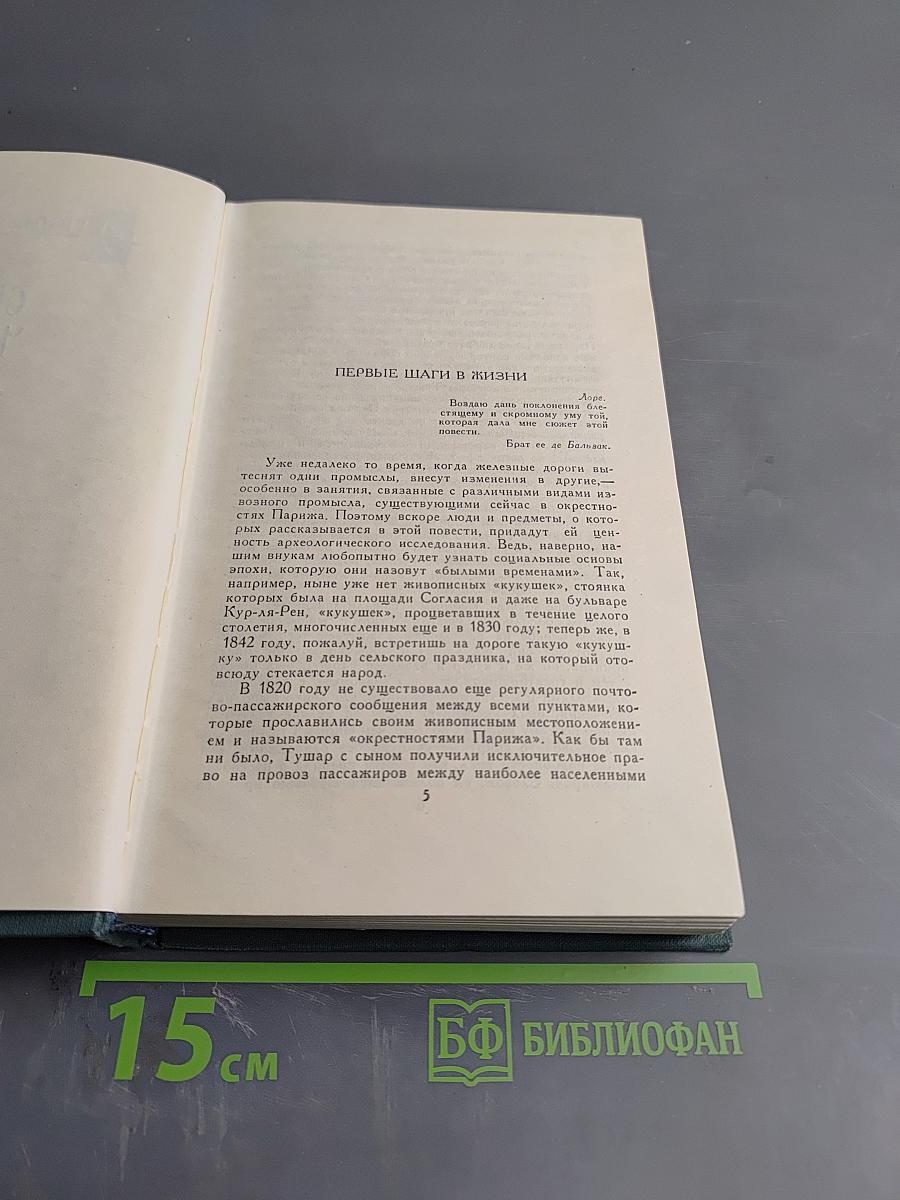 ПЕРВЫЕ ШАГИ В ЖИЗНИ
Лоре.
Воздаю дань поклонения бле-
стящему и скромному уму той,
которая дала мне сюжет этой
повести.
Брат ее де Бальзак.
Уже недалеко то время, когда железные дороги вы-
теснят одни промыслы, внесут изменения в другие,—
особенно в занятия, связанные с различными видами из-
возного промысла, существующими сейчас в окрестно-
стях Парижа. Поэтому вскоре люди и предметы, о кото-
рых рассказывается в этой повести, придадут ей цен-
ность археологического исследования. Ведь, наверно, на-
шим внукам любопытно будет узнать социальные основы
эпохи, которую они назовут «былыми временами». Так,
например, ныне уже нет живописных «кукушек», стоянка
которых была на площади Согласия и даже на бульваре
Кур-ля-Рен, «кукушек», процветавших в течение целого
столетия, многочисленных еще и в 1830 году; теперь же, в
1842 году, пожалуй, встретишь на дороге такую «кукуш-
ку» только в день сельского праздника, на который ото-
всюду стекается народ.
В 1820 году не существовало еще регулярного почто-
во-пассажирского сообщения между всеми пунктами, ко-
торые прославились своим живописным местоположени-
ем и называются «окрестностями Парижа». Как бы там
ни было, Тушар с сыном получили исключительное пра-
во на провоз пассажиров между наиболее населенными
5
15 см
БФ БИБЛИОФАН